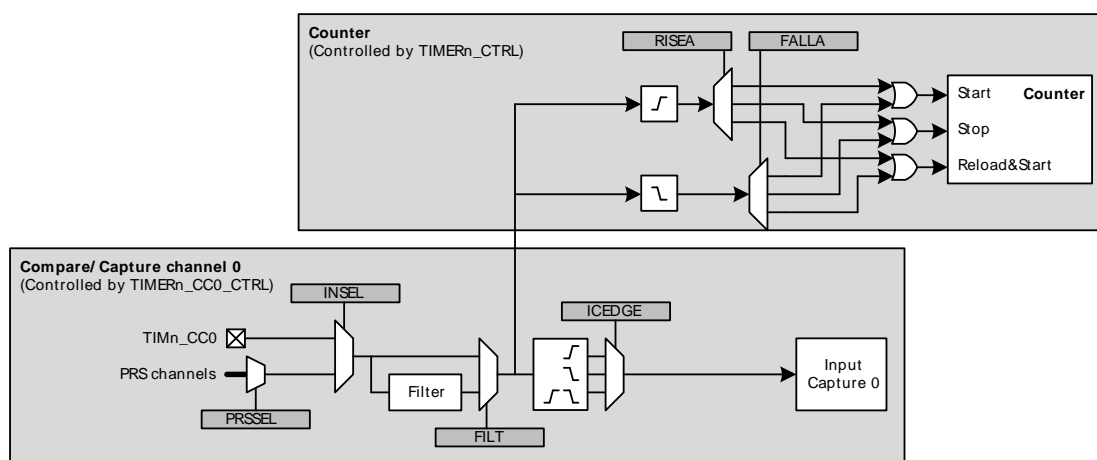 Counter
(Controlled by TIMERn_CTRL)
RISEA
FALLA
Start
Counter
Stop
Reload&Start
Compare/ Capture channel 0
(Controlled by TIMERn_CC0_CTRL)
INSEL
ICEDGE
TIMn_CC0
PRS channels
Filter
Input
Capture 0
PRSSEL
FILT